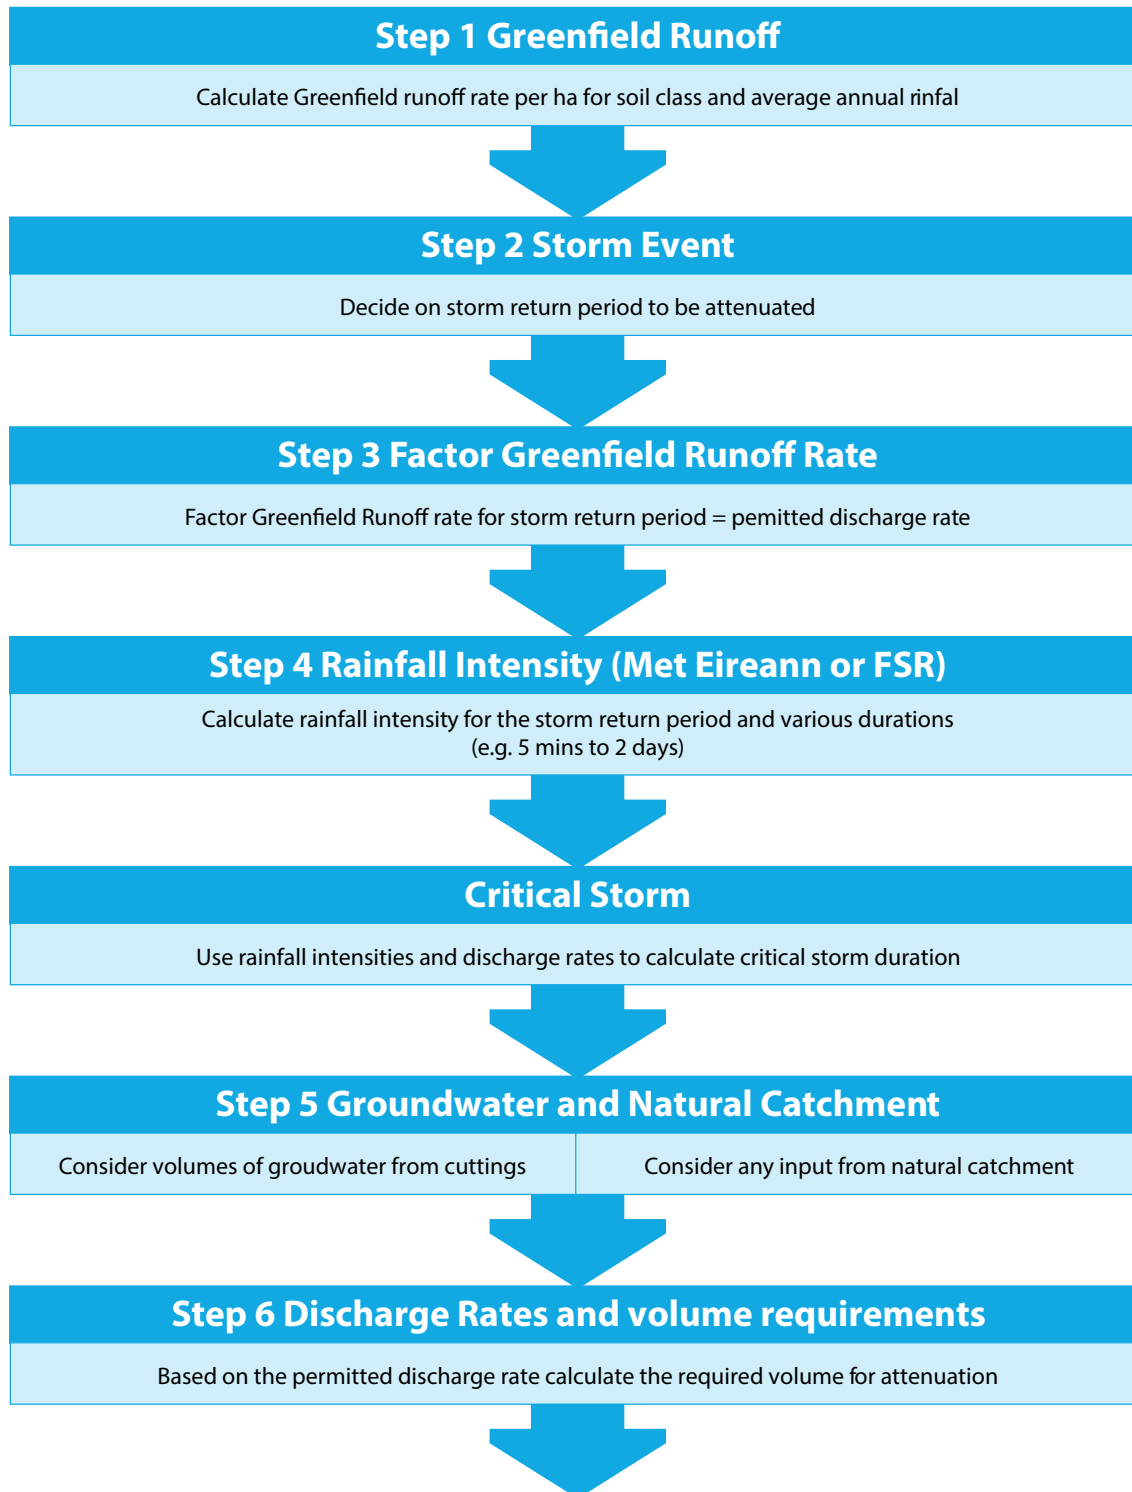 Step 1 Greenfield Runoff
Calculate Greenfield runoff rate per ha for soil class and average annual rinfal
Step 2 Storm Event
Decide on storm return period to be attenuated
Step 3 Factor Greenfield Runoff Rate
Factor Greenfield Runoff rate for storm return period = pemitted discharge rate
Step 4 Rainfall Intensity (Met Eireann or FSR)
Calculate rainfall intensity for the storm return period and various durations
(e.g. 5 mins to 2 days)
Critical Storm
Use rainfall intensities and discharge rates to calculate critical storm duration
Step 5 Groundwater and Natural Catchment
Consider volumes of groudwater from cuttings
Consider any input from natural catchment
Step 6 Discharge Rates and volume requirements
Based on the permitted discharge rate calculate the required volume for attenuation